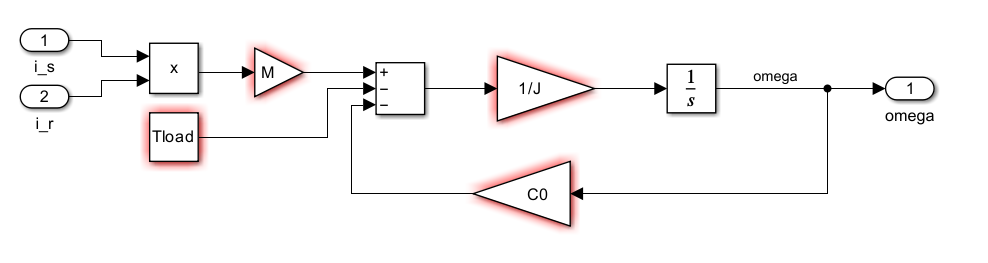 1
i_s
2
i_r
x
M
Tload
+
−
−
1/J
1
s
omega
1
omega
C0